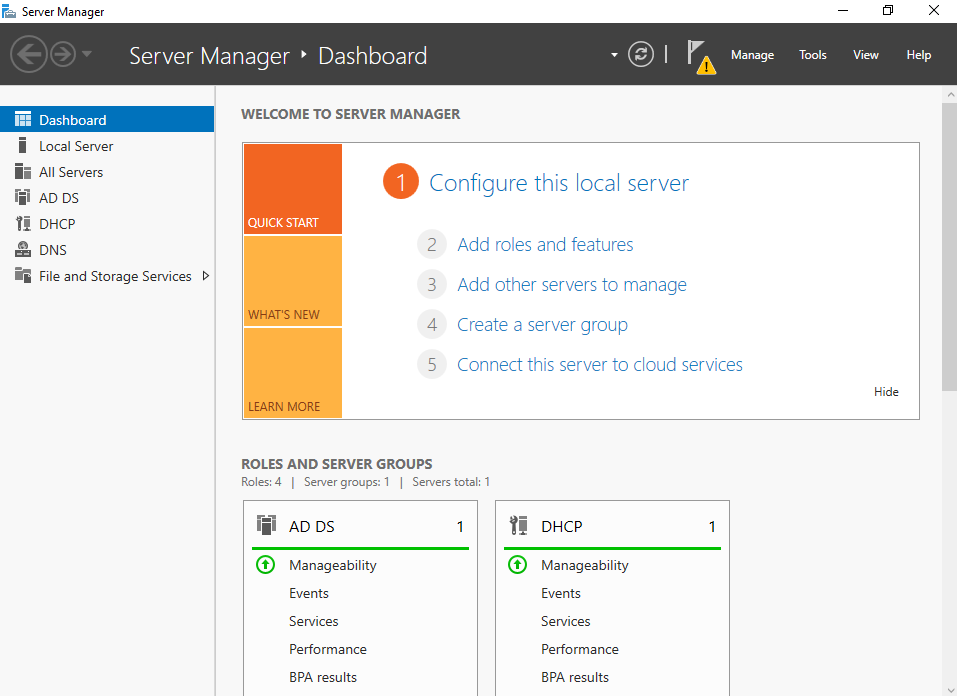 Server Manager
Server Manager ‣ Dashboard
Manage Tools View Help
Dashboard
Local Server
All Servers
AD DS
DHCP
DNS
File and Storage Services
WELCOME TO SERVER MANAGER
QUICK START
WHAT'S NEW
LEARN MORE
1 Configure this local server
2 Add roles and features
3 Add other servers to manage
4 Create a server group
5 Connect this server to cloud services
Hide
ROLES AND SERVER GROUPS
Roles: 4 | Server groups: 1 | Servers total: 1
AD DS 1
Manageability
Events
Services
Performance
BPA results
DHCP 1
Manageability
Events
Services
Performance
BPA results